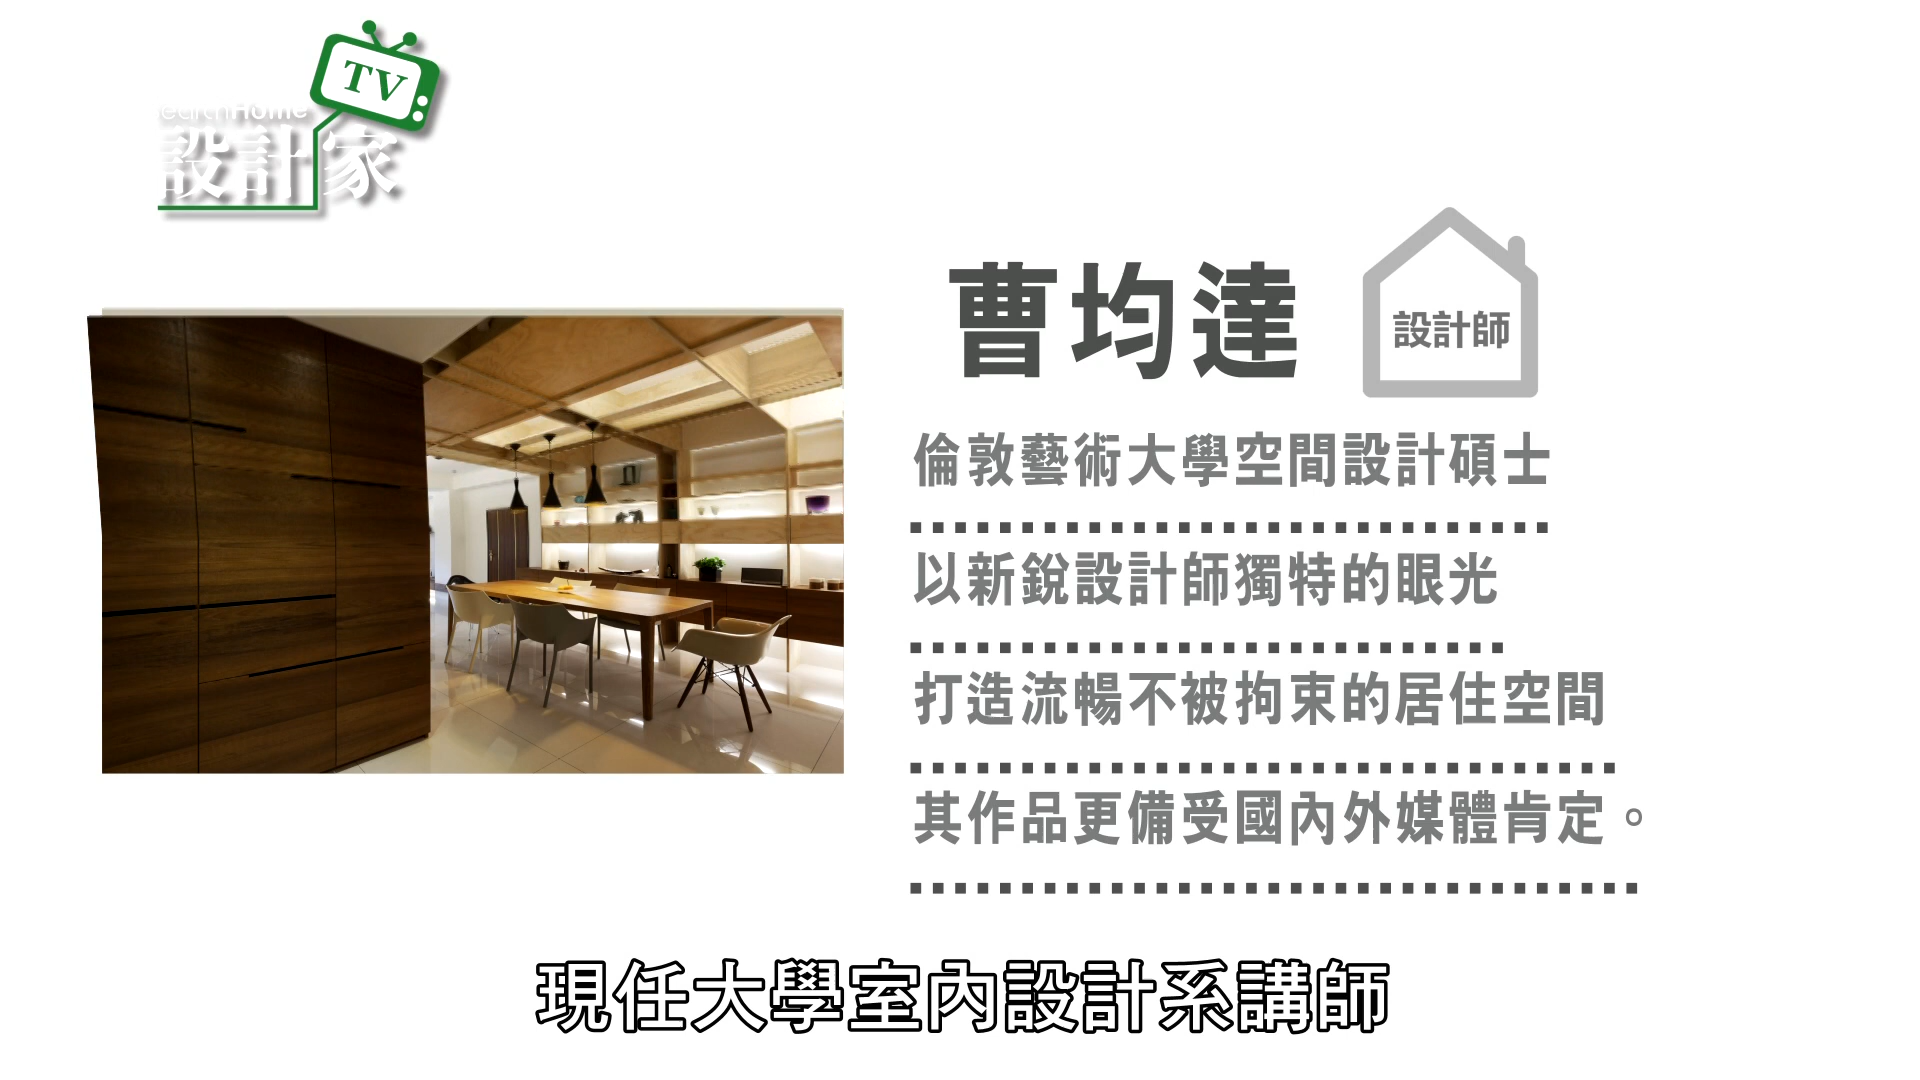 TV
earchHome
設計家
曹均達
設計師
倫敦藝術大學空間設計碩士
以新銳設計師獨特的眼光
打造流暢不被拘束的居住空間
其作品更備受國內外媒體肯定。
現任大學室內設計系講師